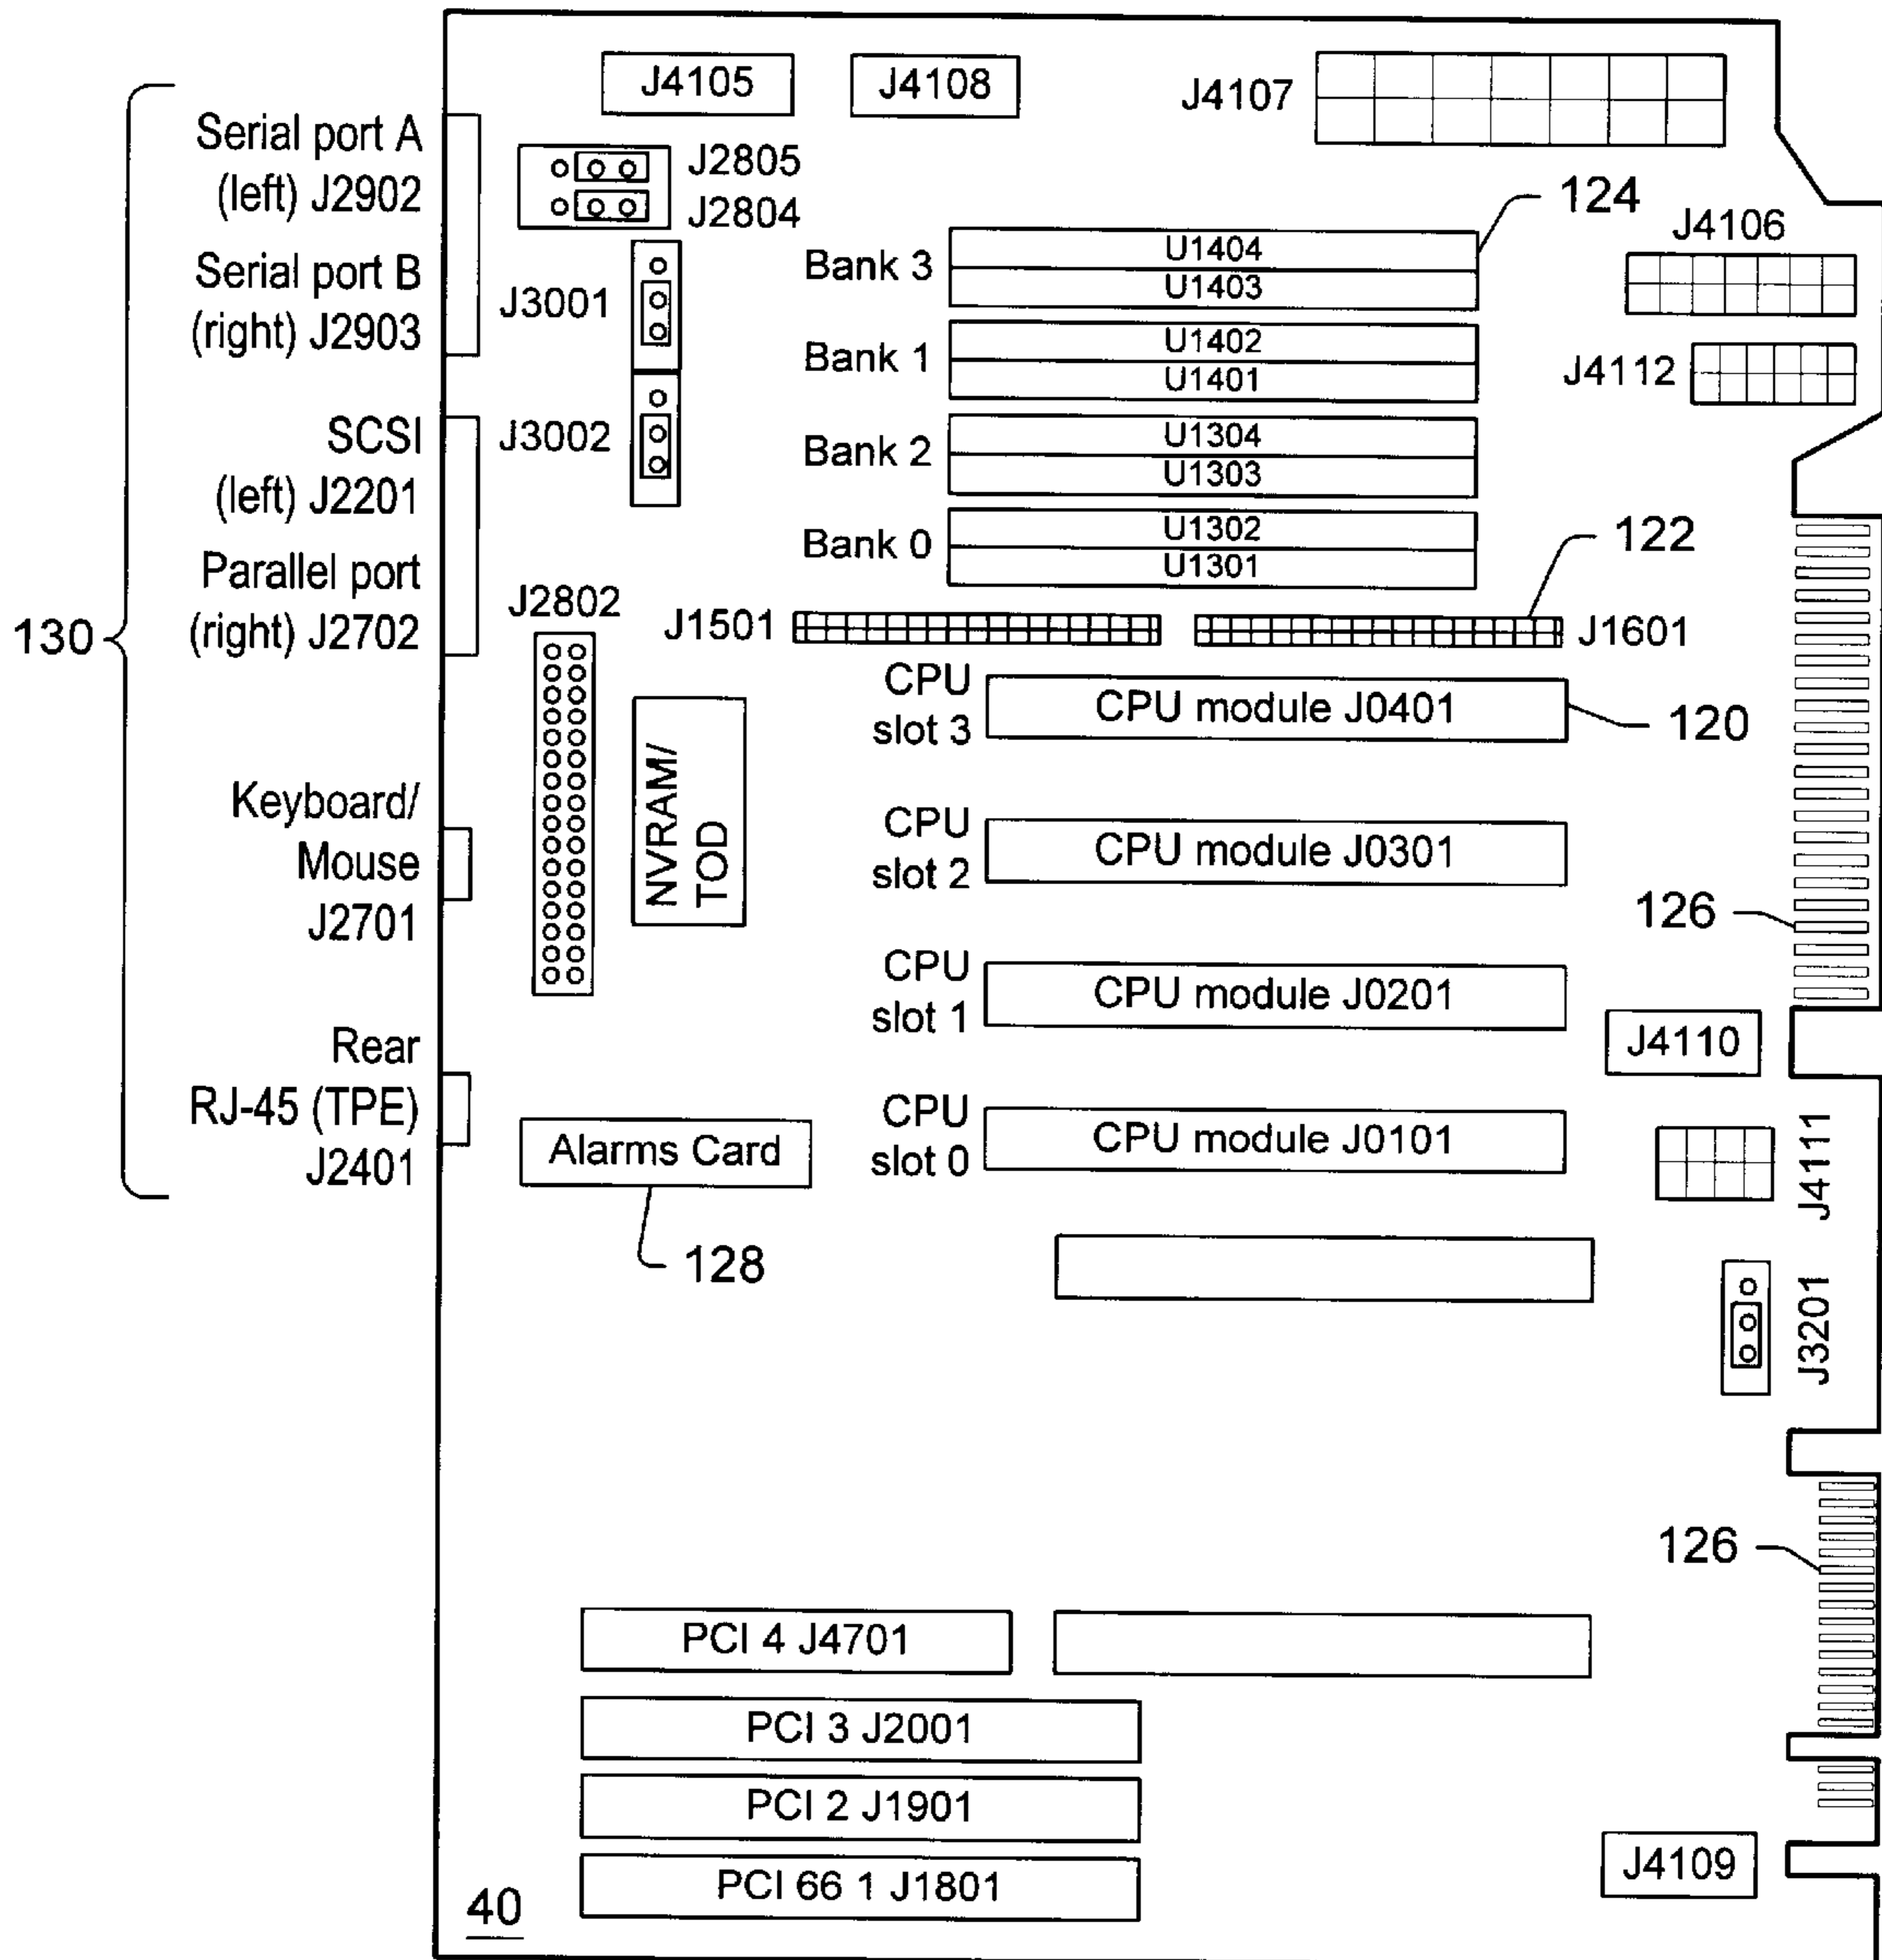 J4105
J4108
J4107
Serial port A
(left) J2902
J2805
J2804
124
J4106
Serial port B
(right) J2903
J3001
Bank 3
U1404
U1403
Bank 1
U1402
U1401
J4112
SCSI
(left) J2201
J3002
Bank 2
U1304
U1303
Bank 0
U1302
U1301
122
Parallel port
(right) J2702
130
J2802
J1501
J1601
CPU
slot 3
CPU module J0401
120
NVRAM/
TOD
Keyboard/
Mouse
J2701
CPU
slot 2
CPU module J0301
126
CPU
slot 1
CPU module J0201
J4110
Rear
RJ-45 (TPE)
J2401
Alarms Card
CPU
slot 0
CPU module J0101
J4111
128
J3201
126
PCI 4 J4701
PCI 3 J2001
PCI 2 J1901
PCI 66 1 J1801
J4109
40